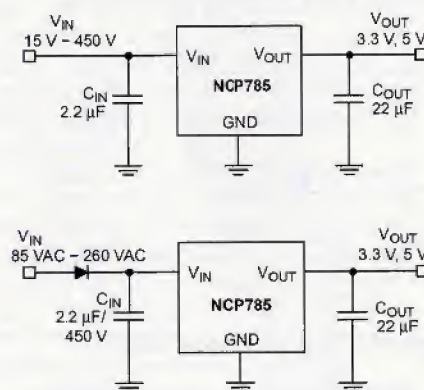 VIN
15 V – 450 V
VOUT
3.3 V, 5 V
VIN VOUT
NCP785
GND
CIN
2.2 µF
COUT
22 µF
VIN
85 VAC – 260 VAC
VOUT
3.3 V, 5 V
VIN VOUT
NCP785
GND
CIN
2.2 µF/
450 V
COUT
22 µF